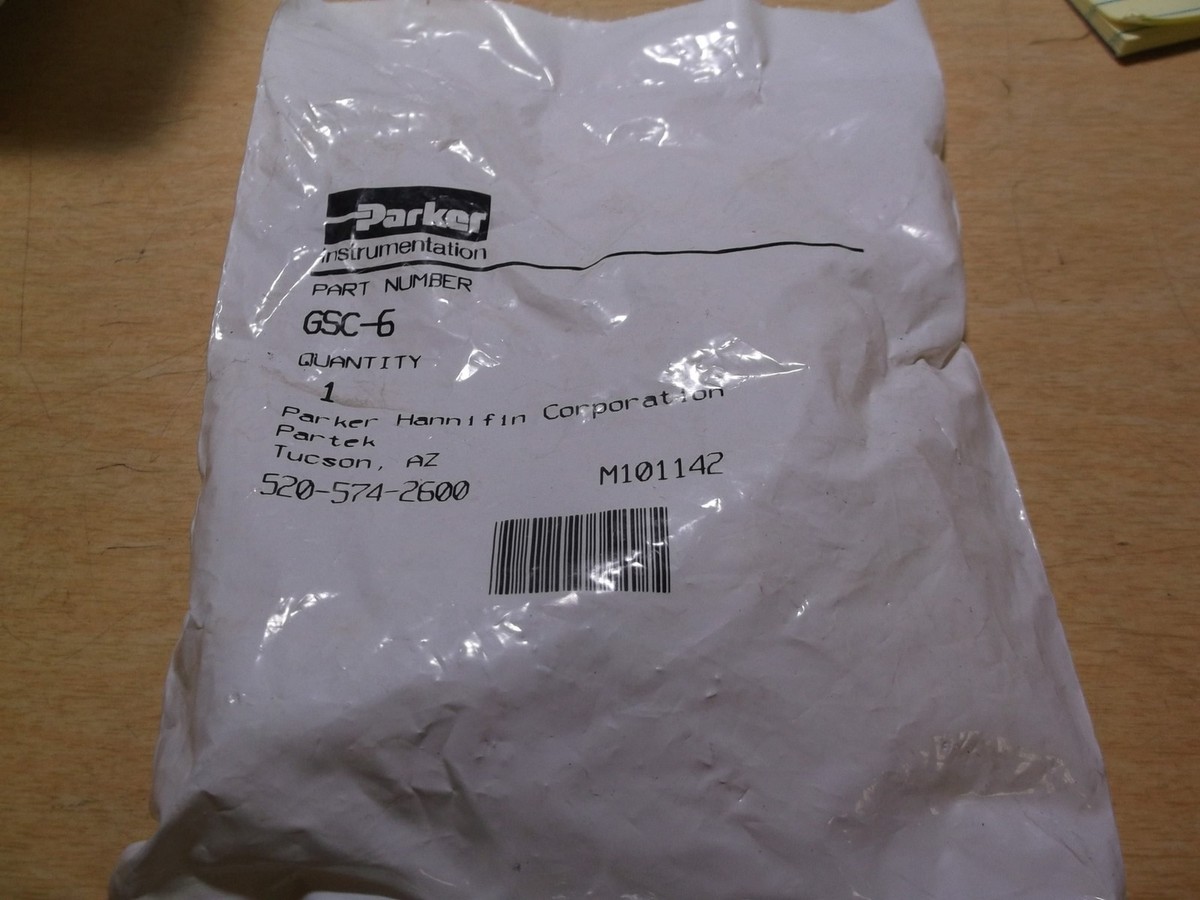 Parker
Instrumentation
PART NUMBER
GSC-6
QUANTITY
1
Parker Hannifin Corporation
Partek
Tucson, AZ
520-574-2600
M101142